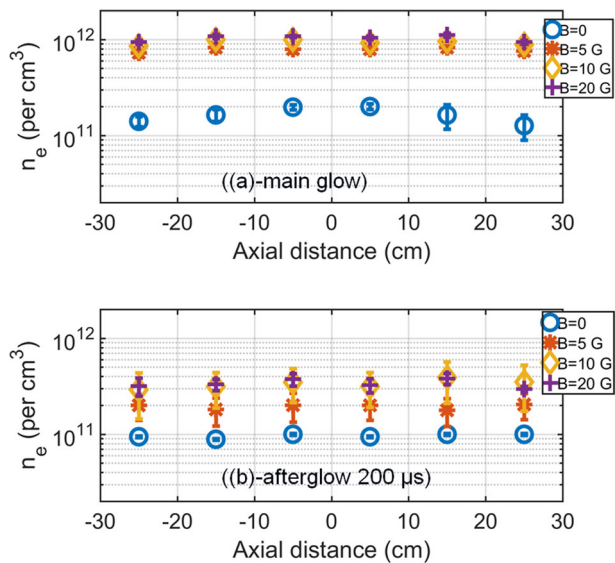 10^12
10^11
n_e (per cm^3)
B=0
B=5 G
B=10 G
B=20 G
((a)-main glow)
-30 -20 -10 0 10 20 30
Axial distance (cm)
10^12
10^11
n_e (per cm^3)
B=0
B=5 G
B=10 G
B=20 G
((b)-afterglow 200 μs)
-30 -20 -10 0 10 20 30
Axial distance (cm)